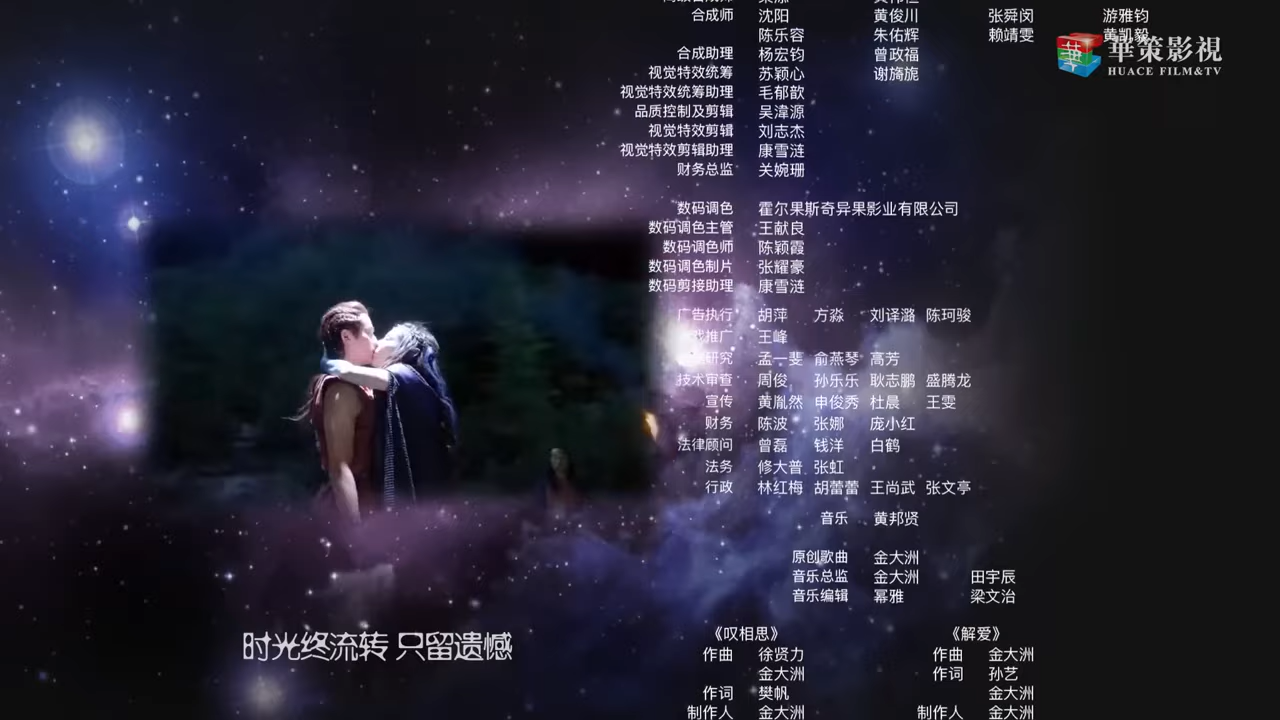 合成师 沈阳 黄俊川 张舜闵 游雅钧
陈乐容 朱佑辉 赖靖雯 黄凯毅
華策影視
HUACE FILM&TV
合成助理 杨宏钧 曾政福
视觉特效统筹 苏颖心 谢旖旎
视觉特效统筹助理 毛郁歆
品质控制及剪辑 吴湋源
视觉特效剪辑 刘志杰
视觉特效剪辑助理 康雪涟
财务总监 关婉珊
数码调色 霍尔果斯奇异果影业有限公司
数码调色主管 王献良
数码调色师 陈颖霞
数码调色制片 张耀豪
数码剪接助理 康雪涟
广告执行 胡萍 方淼 刘译潞 陈珂骏
推广 王峰
研究 孟一斐 俞燕琴 高芳
技术审查 周俊 孙乐乐 耿志鹏 盛腾龙
宣传 黄胤然 申俊秀 杜晨 王雯
财务 陈波 张娜 庞小红
法律顾问 曾磊 钱洋 白鹤
法务 修大普 张虹
行政 林红梅 胡蕾蕾 王尚武 张文亭
音乐 黄邦贤
原创歌曲 金大洲
音乐总监 金大洲 田宇辰
音乐编辑 幂雅 梁文治
《叹相思》 《解爱》
作曲 徐贤力 作曲 金大洲
金大洲 作词 孙艺
作词 樊帆 金大洲
制作人 金大洲 制作人 金大洲
时光终流转 只留遗憾